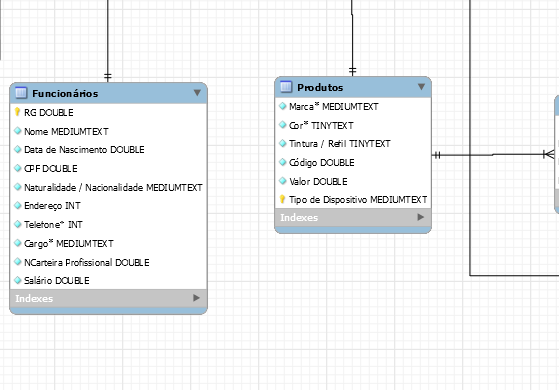 Funcionários
RG DOUBLE
Nome MEDIUMTEXT
Data de Nascimento DOUBLE
CPF DOUBLE
Naturalidade / Nacionalidade MEDIUMTEXT
Endereço INT
Telefone* INT
Cargo* MEDIUMTEXT
NCarteira Profissional DOUBLE
Salário DOUBLE
Indexes
Produtos
Marca* MEDIUMTEXT
Cor* TINYTEXT
Tintura / Refil TINYTEXT
Código DOUBLE
Valor DOUBLE
Tipo de Dispositivo MEDIUMTEXT
Indexes